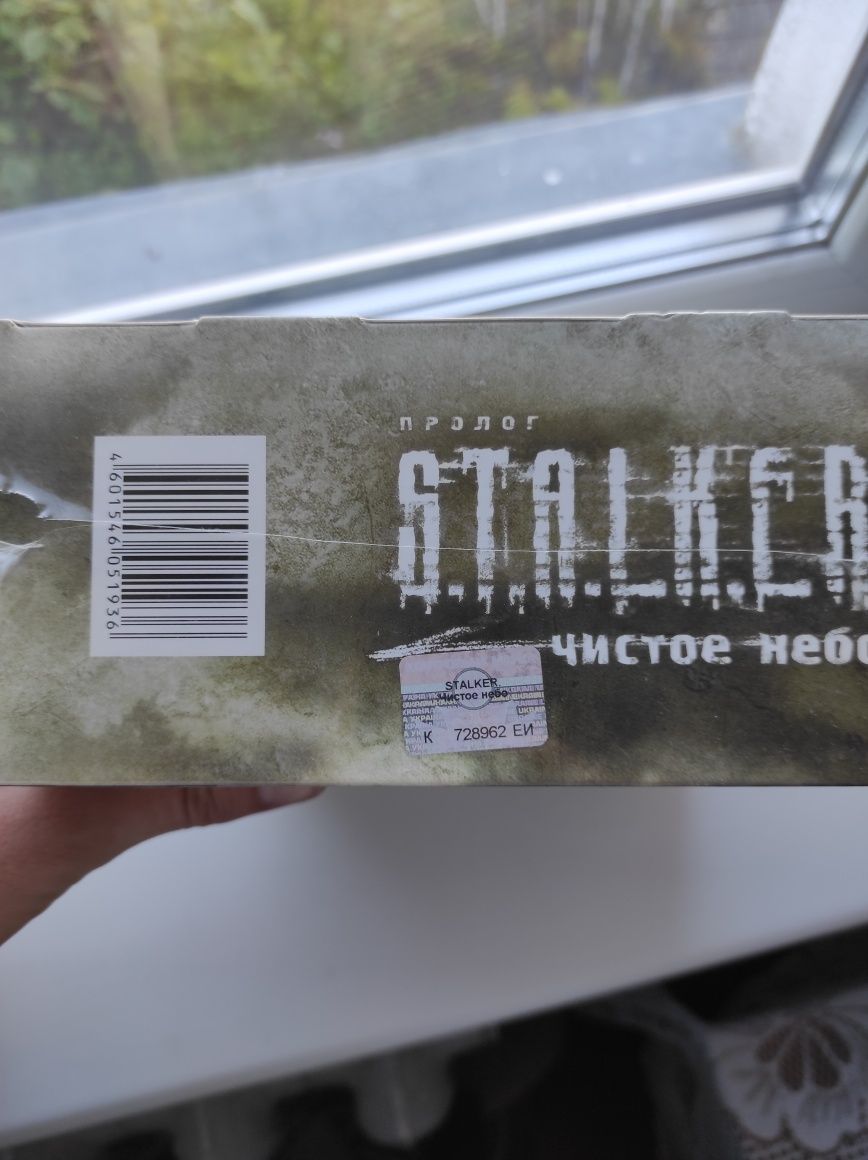 ПРОЛОГ
S.T.A.L.K.E.R
чистое небо
4 601546 051936
STALKER.
Чистое небо
К 728962 ЕИ